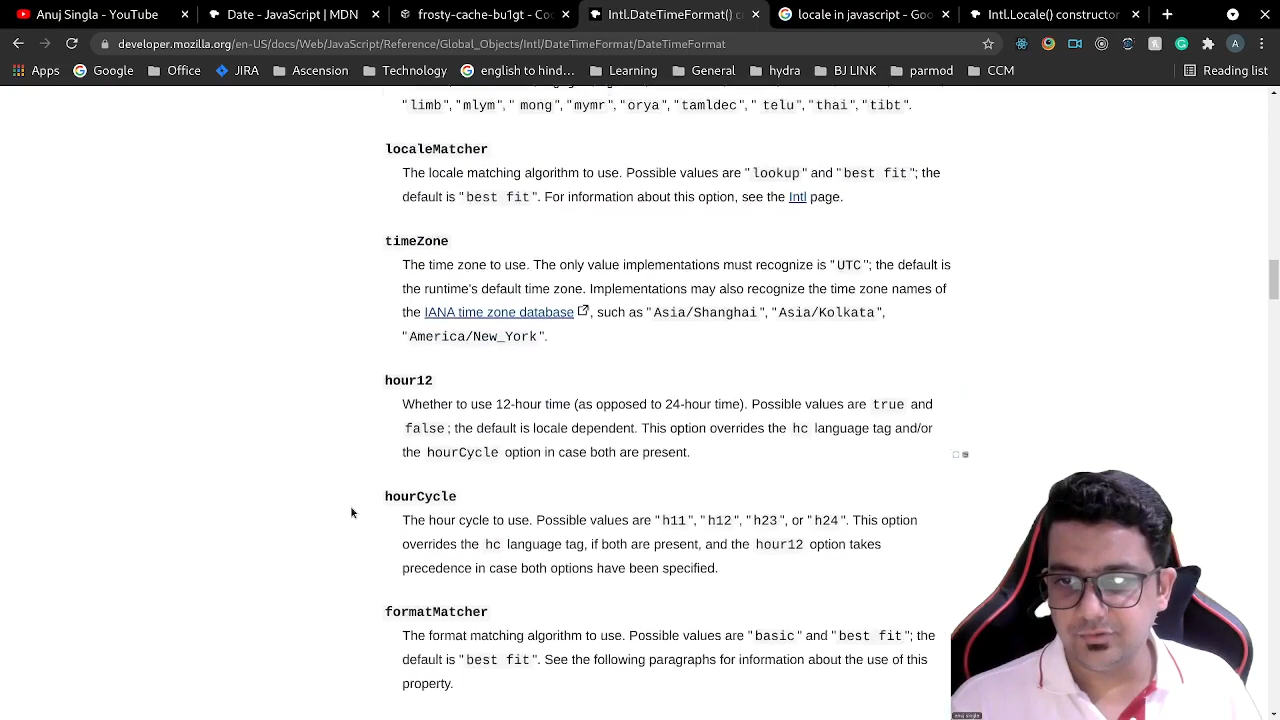 Anuj Singla - YouTube
Date - JavaScript | MDN
frosty-cache-bu1gt - Coc
Intl.DateTimeFormat() co
locale in javascript - Goo
Intl.Locale() constructor
developer.mozilla.org/en-US/docs/Web/JavaScript/Reference/Global_Objects/Intl/DateTimeFormat/DateTimeFormat
A
Apps Google Office JIRA Ascension Technology english to hind... Learning General hydra BJ LINK parmod CCM Reading list
"limb", "mlym", " mong", "mymr", "orya", "tamldec", " telu", "thai", "tibt".
localeMatcher
The locale matching algorithm to use. Possible values are "lookup" and "best fit"; the
default is "best fit". For information about this option, see the Intl page.
timeZone
The time zone to use. The only value implementations must recognize is "UTC"; the default is
the runtime's default time zone. Implementations may also recognize the time zone names of
the IANA time zone database, such as "Asia/Shanghai", "Asia/Kolkata",
"America/New_York".
hour12
Whether to use 12-hour time (as opposed to 24-hour time). Possible values are true and
false; the default is locale dependent. This option overrides the hc language tag and/or
the hourCycle option in case both are present.
hourCycle
The hour cycle to use. Possible values are "h11", "h12", "h23", or "h24". This option
overrides the hc language tag, if both are present, and the hour12 option takes
precedence in case both options have been specified.
formatMatcher
The format matching algorithm to use. Possible values are "basic" and "best fit"; the
default is "best fit". See the following paragraphs for information about the use of this
property.
anuj singla